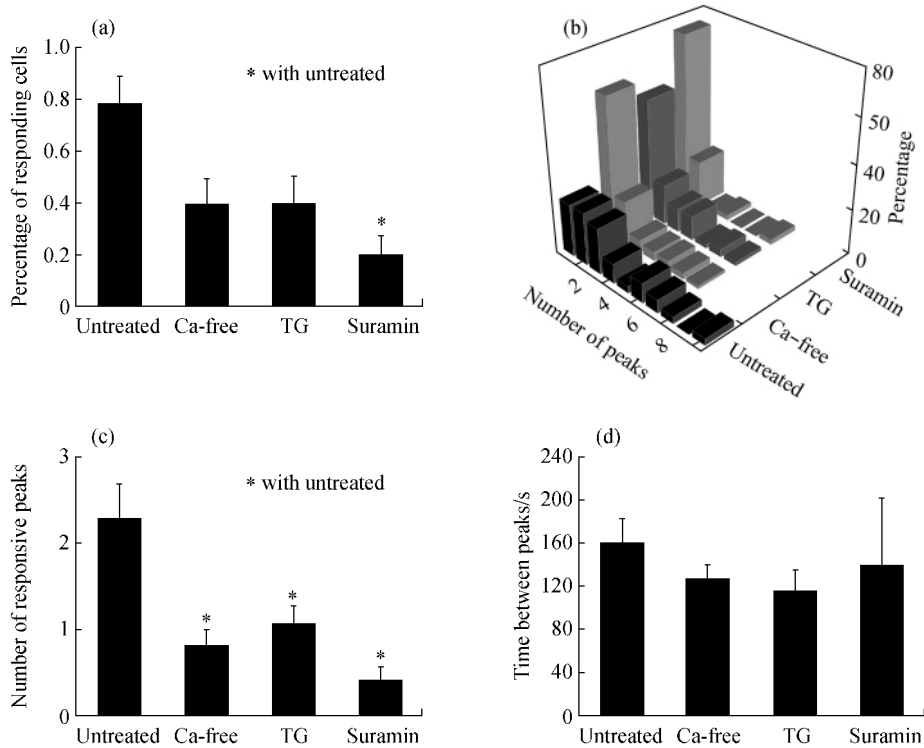 (a)
Percentage of responding cells
1.0
0.8
0.6
0.4
0.2
0
* with untreated
*
Untreated Ca-free TG Suramin
(b)
80
50
40
20
0
Percentage
2
4
6
8
Number of peaks
Untreated
Ca-free
TG
Suramin
(c)
Number of responsive peaks
3
2
1
0
* with untreated
*
*
*
Untreated Ca-free TG Suramin
(d)
Time between peaks/s
240
200
160
120
80
40
0
Untreated Ca-free TG Suramin